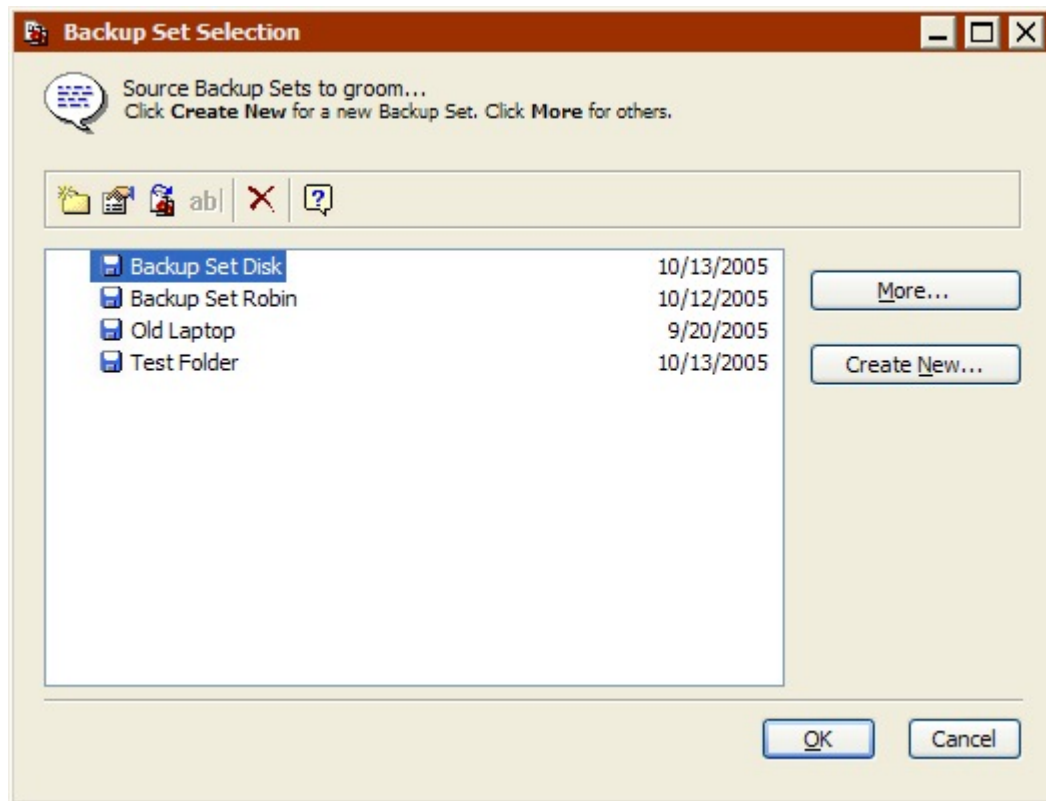 Backup Set Selection
Source Backup Sets to groom...
Click Create New for a new Backup Set. Click More for others.
ab|
Backup Set Disk 10/13/2005
Backup Set Robin 10/12/2005
Old Laptop 9/20/2005
Test Folder 10/13/2005
More...
Create New...
OK Cancel